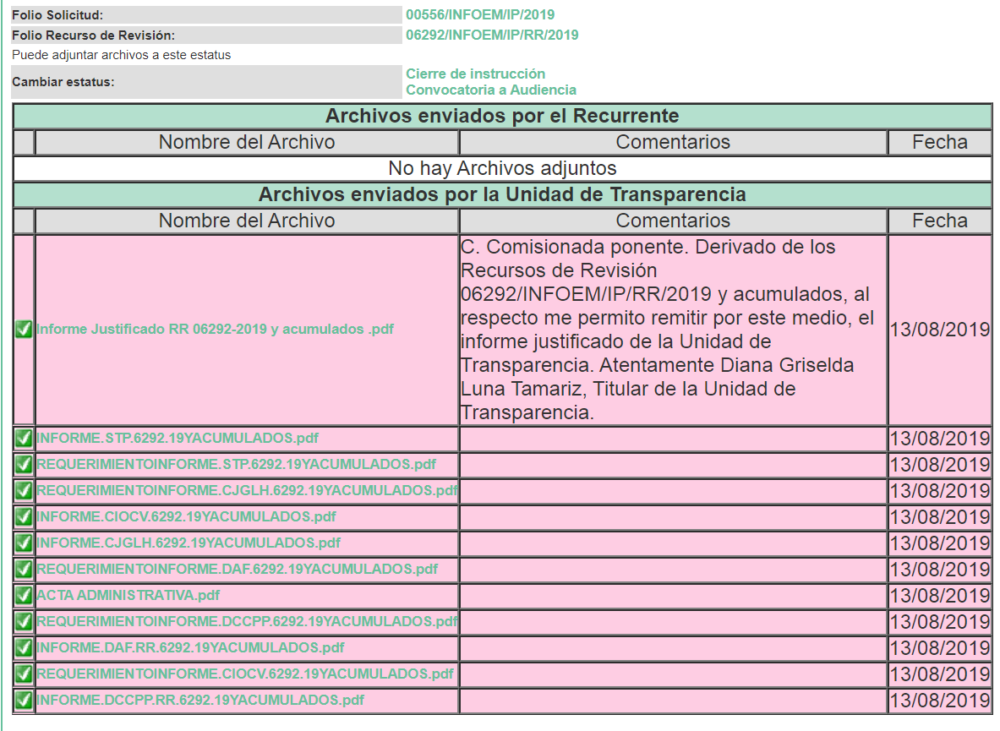 Folio Solicitud: 00556/INFOEM/IP/2019
Folio Recurso de Revisión: 06292/INFOEM/IP/RR/2019
Puede adjuntar archivos a este estatus
Cambiar estatus: Cierre de instrucción
Convocatoria a Audiencia
Archivos enviados por el Recurrente
Nombre del Archivo Comentarios Fecha
No hay Archivos adjuntos
Archivos enviados por la Unidad de Transparencia
Nombre del Archivo Comentarios Fecha
Informe Justificado RR 06292-2019 y acumulados .pdf
C. Comisionada ponente. Derivado de los
Recursos de Revisión
06292/INFOEM/IP/RR/2019 y acumulados, al
respecto me permito remitir por este medio, el
informe justificado de la Unidad de
Transparencia. Atentamente Diana Griselda
Luna Tamariz, Titular de la Unidad de
Transparencia.
13/08/2019
INFORME.STP.6292.19YACUMULADOS.pdf 13/08/2019
REQUERIMIENTOINFORME.STP.6292.19YACUMULADOS.pdf 13/08/2019
REQUERIMIENTOINFORME.CJGLH.6292.19YACUMULADOS.pdf 13/08/2019
INFORME.CIOCV.6292.19YACUMULADOS.pdf 13/08/2019
INFORME.CJGLH.6292.19YACUMULADOS.pdf 13/08/2019
REQUERIMIENTOINFORME.DAF.6292.19YACUMULADOS.pdf 13/08/2019
ACTA ADMINISTRATIVA.pdf 13/08/2019
REQUERIMIENTOINFORME.DCCPP.6292.19YACUMULADOS.pdf 13/08/2019
INFORME.DAF.RR.6292.19YACUMULADOS.pdf 13/08/2019
REQUERIMIENTOINFORME.CIOCV.6292.19YACUMULADOS.pdf 13/08/2019
INFORME.DCCPP.RR.6292.19YACUMULADOS.pdf 13/08/2019